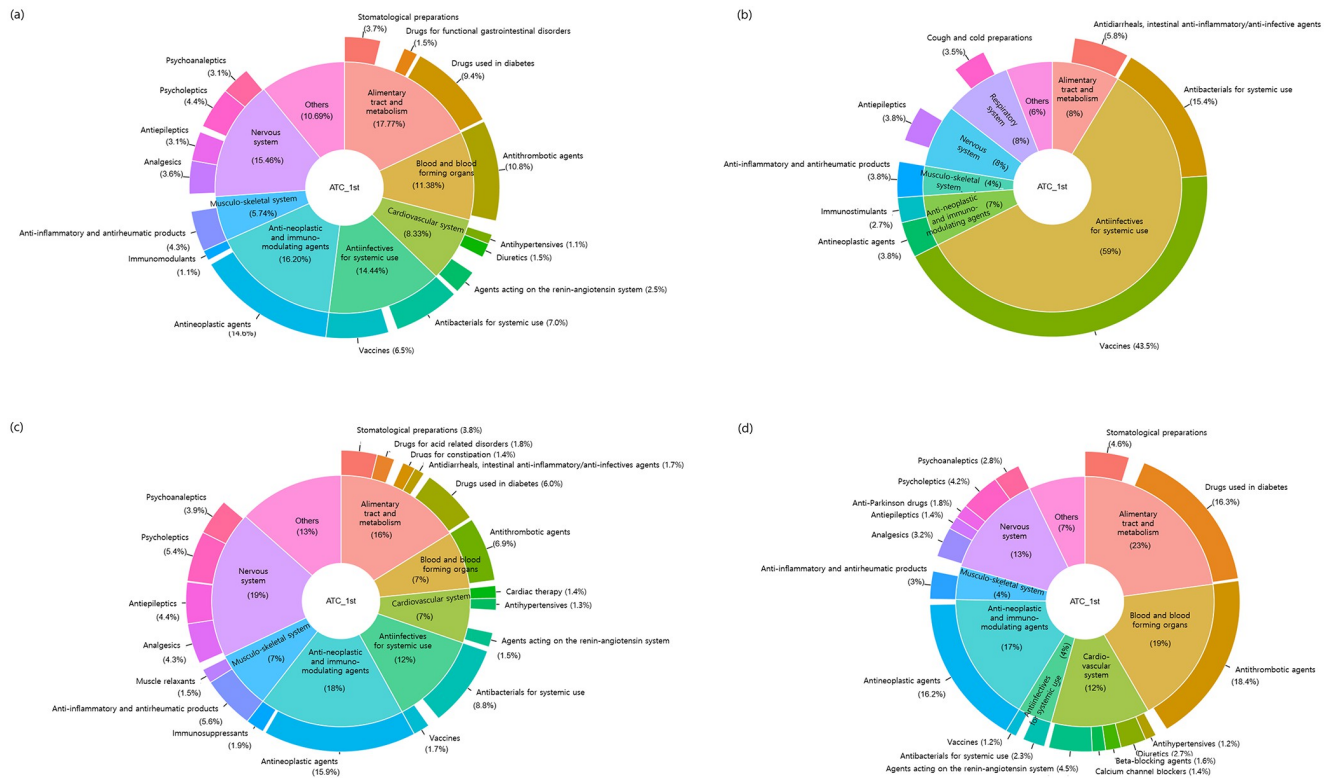 (a)
Stomatological preparations
(3.7%)
Drugs for functional gastrointestinal disorders
(1.5%)
Drugs used in diabetes
(9.4%)
Psychoanaleptics
(3.1%)
Psycholeptics
(4.4%)
Antiepileptics
(3.1%)
Analgesics
(3.6%)
Others
(10.69%)
Alimentary
tract and
metabolism
(17.77%)
Nervous
system
(15.46%)
Blood and blood
forming organs
(11.38%)
Antithrombotic agents
(10.8%)
ATC_1st
Musculo-skeletal system
(5.74%)
Cardiovascular system
(8.33%)
Anti-inflammatory and antirheumatic products
(4.3%)
Immunomodulants
(1.1%)
Anti-neoplastic
and immuno-
modulating agents
(16.20%)
Antiinfectives
for systemic use
(14.44%)
Antihypertensives (1.1%)
Diuretics (1.5%)
Agents acting on the renin-angiotensin system (2.5%)
Antineoplastic agents
(14.6%)
Antibacterials for systemic use (7.0%)
Vaccines (6.5%)
(b)
Antidiarrheals, intestinal anti-inflammatory/anti-infective agents
(5.8%)
Cough and cold preparations
(3.5%)
Antibacterials for systemic use
(15.4%)
Antiepileptics
(3.8%)
Anti-inflammatory and antirheumatic products
(3.8%)
Immunostimulants
(2.7%)
Antineoplastic agents
(3.8%)
Respiratory
system
(8%)
Others
(6%)
Alimentary
tract and
metabolism
(8%)
Nervous
system
(8%)
Musculo-skeletal
system
(4%)
Anti-neoplastic
and immuno-
modulating agents
(7%)
ATC_1st
Antiinfectives
for systemic use
(59%)
Vaccines (43.5%)
(c)
Stomatological preparations (3.8%)
Drugs for acid related disorders (1.8%)
Drugs for constipation (1.4%)
Antidiarrheals, intestinal anti-inflammatory/anti-infectives agents (1.7%)
Drugs used in diabetes (6.0%)
Psychoanaleptics
(3.9%)
Psycholeptics
(5.4%)
Antiepileptics
(4.4%)
Analgesics
(4.3%)
Muscle relaxants
(1.5%)
Others
(13%)
Alimentary
tract and
metabolism
(16%)
Antithrombotic agents
(6.9%)
Nervous
system
(19%)
Blood and blood
forming organs
(7%)
ATC_1st
Cardiovascular system
(7%)
Cardiac therapy (1.4%)
Antihypertensives (1.3%)
Musculo-skeletal system
(7%)
Anti-neoplastic
and immuno-
modulating agents
(18%)
Antiinfectives
for systemic use
(12%)
Agents acting on the renin-angiotensin system
(1.5%)
Antibacterials for systemic use
(8.8%)
Anti-inflammatory and antirheumatic products
(5.6%)
Immunosuppressants
(1.9%)
Antineoplastic agents
(15.9%)
Vaccines
(1.7%)
(d)
Stomatological preparations
(4.6%)
Drugs used in diabetes
(16.3%)
Psychoanaleptics (2.8%)
Psycholeptics (4.2%)
Anti-Parkinson drugs (1.8%)
Antiepileptics (1.4%)
Analgesics (3.2%)
Anti-inflammatory and antirheumatic products
(3%)
Others
(7%)
Alimentary
tract and
metabolism
(23%)
Nervous
system
(13%)
Musculo-skeletal system
(4%)
ATC_1st
Anti-neoplastic
and immuno-
modulating agents
(17%)
Blood and blood
forming organs
(19%)
Antiinfectives
for systemic use
(4%)
Cardio-
vascular
system
(12%)
Antineoplastic agents
(16.2%)
Antithrombotic agents
(18.4%)
Vaccines (1.2%)
Antibacterials for systemic use (2.3%)
Agents acting on the renin-angiotensin system (4.5%)
Antihypertensives (1.2%)
Diuretics (2.7%)
Beta-blocking agents (1.6%)
Calcium channel blockers (1.4%)